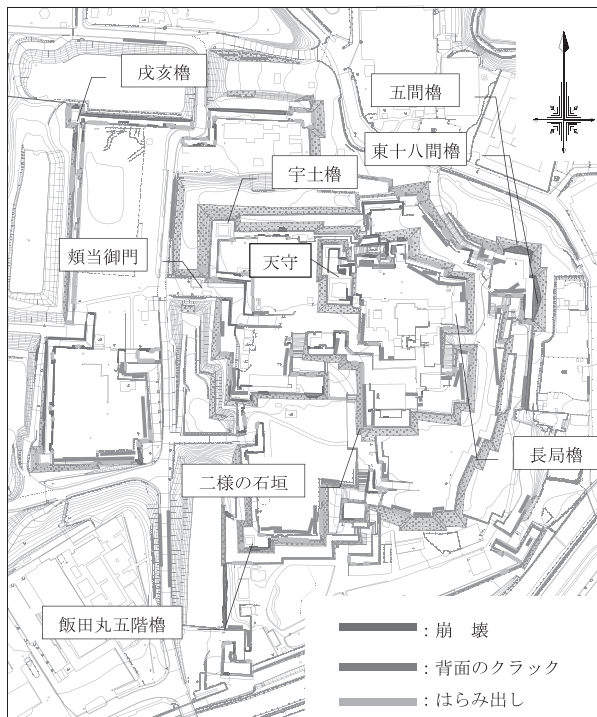 戌亥櫓
五間櫓
東十八間櫓
宇土櫓
頬当御門
天守
長局櫓
二様の石垣
飯田丸五階櫓
：崩　壊
：背面のクラック
：はらみ出し